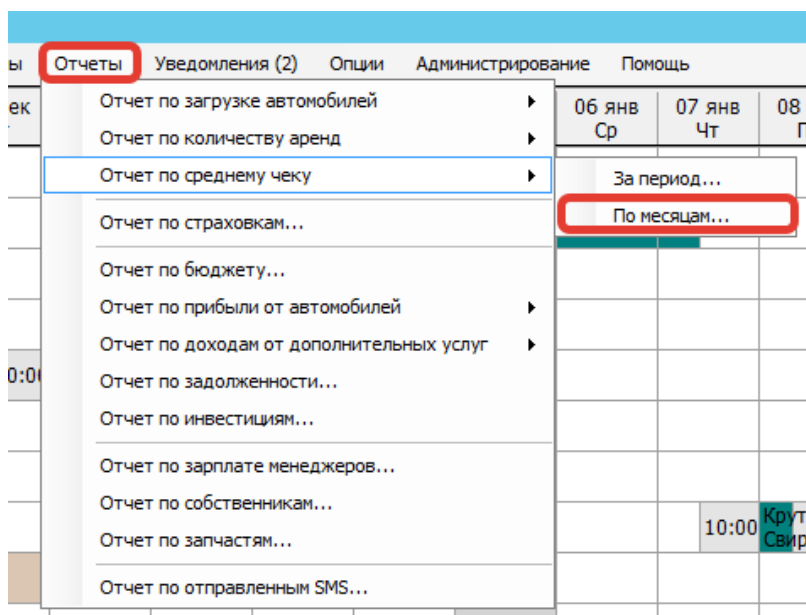 Отчеты Уведомления (2) Опции Администрирование Помощь
Отчет по загрузке автомобилей
06 янв 07 янв 08
Ср Чт
Отчет по количеству аренд
Отчет по среднему чеку
За период...
По месяцам...
Отчет по страховкам...
Отчет по бюджету...
Отчет по прибыли от автомобилей
Отчет по доходам от дополнительных услуг
Отчет по задолженности...
Отчет по инвестициям...
Отчет по зарплате менеджеров...
Отчет по собственникам...
10:00
Отчет по запчастям...
Отчет по отправленным SMS...